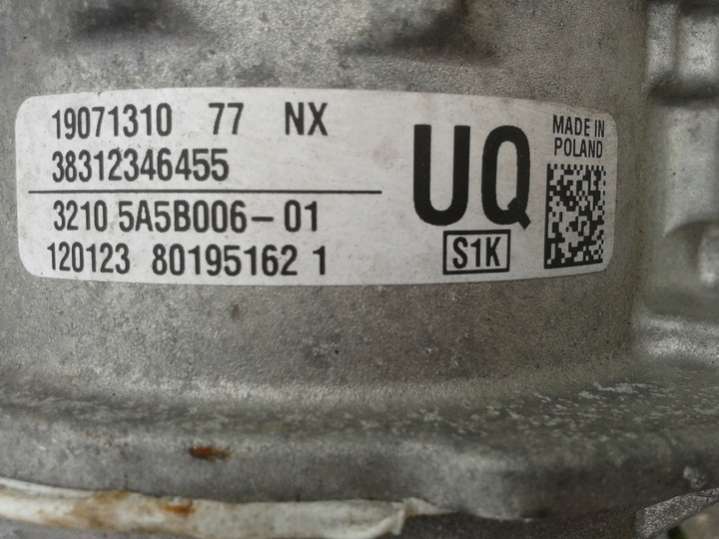 19071310 77 NX
38312346455
3210 5A5B006-01
120123 80195162 1
UQ
S1K
MADE IN
POLAND